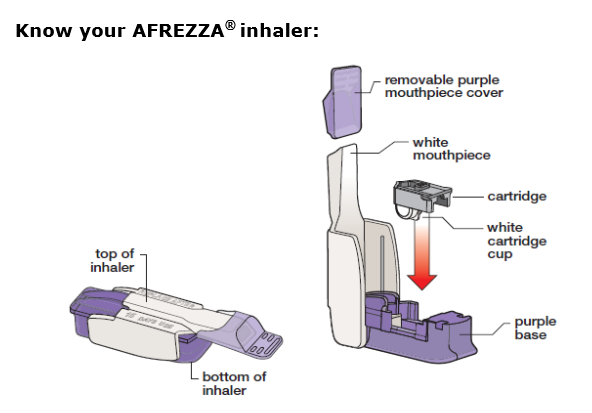 Know your AFREZZA® inhaler:
removable purple
mouthpiece cover
white
mouthpiece
cartridge
white
cartridge
cup
top of
inhaler
purple
base
bottom of
inhaler